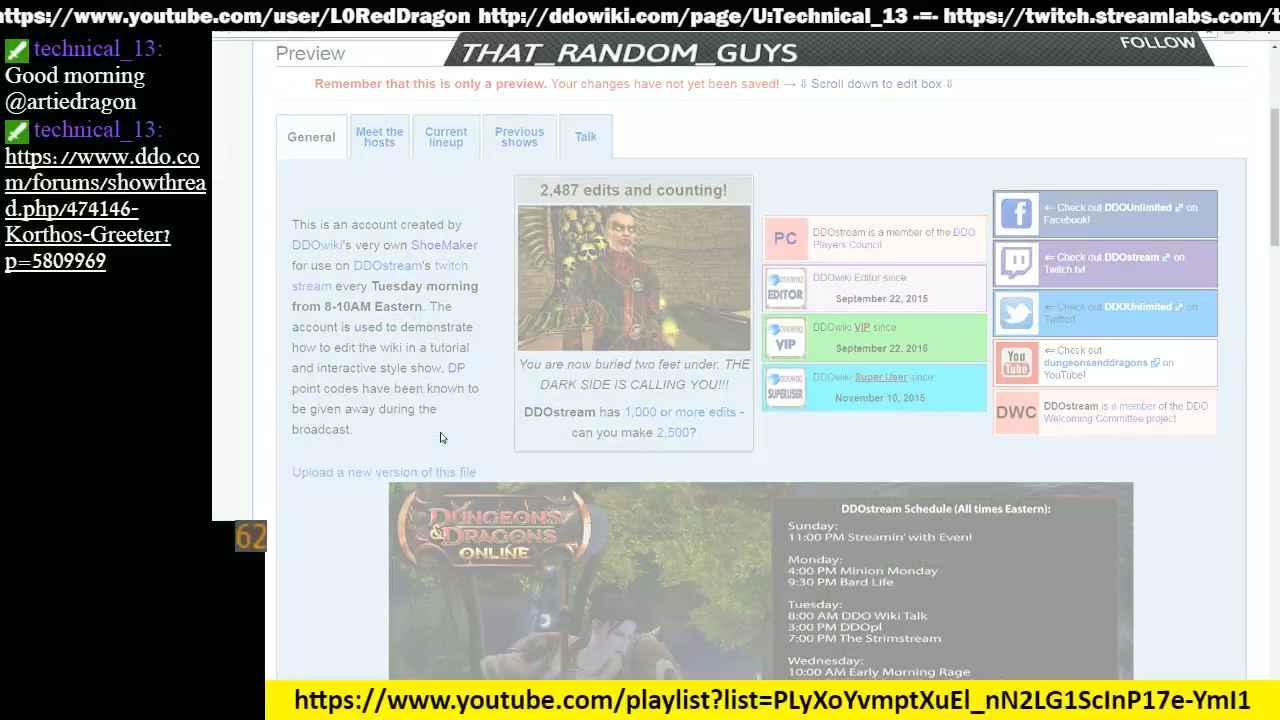 https://www.youtube.com/user/L0RedDragon http://ddowiki.com/page/U:Technical_13 -=- https://twitch.streamlabs.com/t
technical_13:
Good morning
@artiedragon
technical_13:
https://www.ddo.co
m/forums/showthrea
d.php/474146-
Korthos-Greeter?
p=5809969
62
THAT_RANDOM_GUYS
FOLLOW
Preview
Remember that this is only a preview. Your changes have not yet been saved! → ⇩ Scroll down to edit box ⇩
General
Meet the
hosts
Current
lineup
Previous
shows
Talk
This is an account created by
DDOwiki's very own ShoeMaker
for use on DDOstream's twitch
stream every Tuesday morning
from 8-10AM Eastern. The
account is used to demonstrate
how to edit the wiki in a tutorial
and interactive style show. DP
point codes have been known to
be given away during the
broadcast.
2,487 edits and counting!
You are now buried two feet under. THE
DARK SIDE IS CALLING YOU!!!
DDOstream has 1,000 or more edits -
can you make 2,500?
PC
DDOstream is a member of the DDO
Players Council
DDOWIKI
EDITOR
DDOwiki Editor since:
September 22, 2015
DDOWIKI
VIP
DDOwiki VIP since:
September 22, 2015
DDOWIKI
SUPERUSER
DDOwiki Super User since:
November 10, 2015
⇐ Check out DDOUnlimited on
Facebook!
⇐ Check out DDOstream on
Twitch.tv!
⇐ Check out DDOUnlimited on
Twitter!
You
Tube
⇐ Check out
dungeonsanddragons on
YouTube!
DWC
DDOstream is a member of the DDO
Welcoming Committee project
Upload a new version of this file
DUNGEONS
& DRAGONS
ONLINE
DDOstream Schedule (All times Eastern):
Sunday:
11:00 PM Streamin' with Even!
Monday:
4:00 PM Minion Monday
9:30 PM Bard Life
Tuesday:
8:00 AM DDO Wiki Talk
3:00 PM DDOpl
7:00 PM The Strimstream
Wednesday:
10:00 AM Early Morning Rage
https://www.youtube.com/playlist?list=PLyXoYvmptXuEl_nN2LG1ScInP17e-YmI1